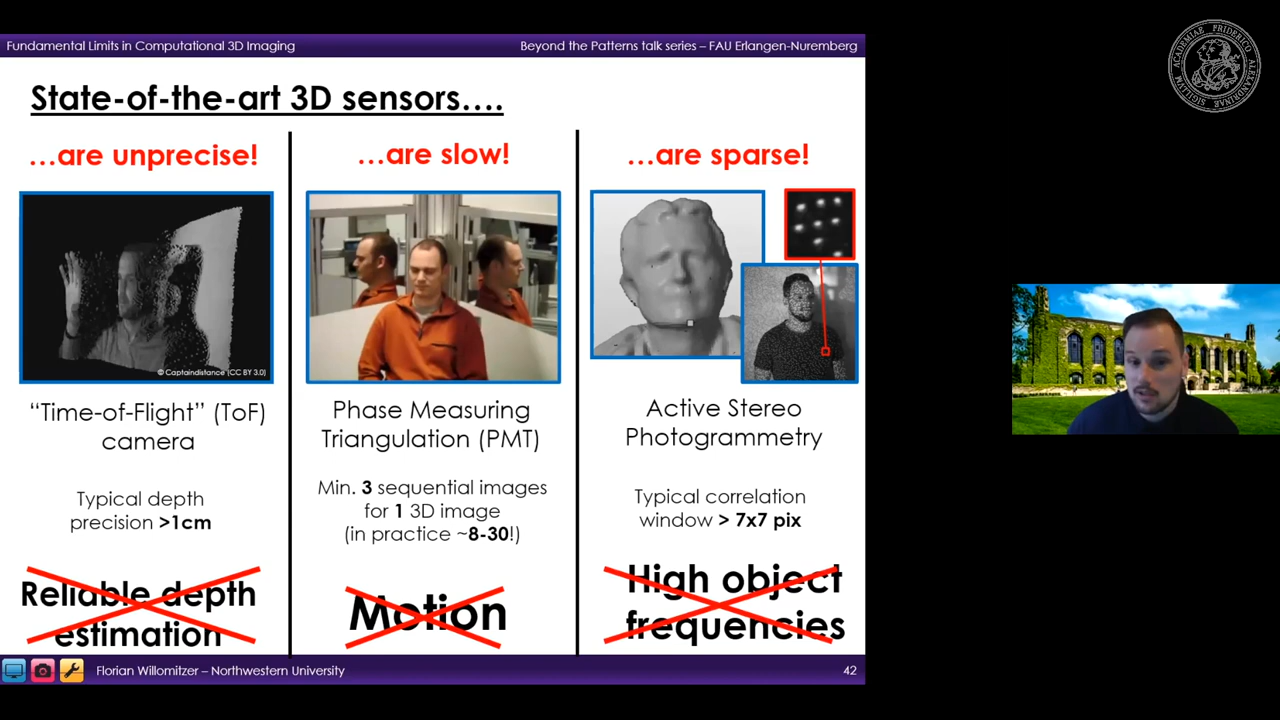 Fundamental Limits in Computational 3D Imaging
Beyond the Patterns talk series – FAU Erlangen-Nuremberg
State-of-the-art 3D sensors….
…are unprecise!
© Captaindistance (CC BY 3.0)
“Time-of-Flight” (ToF)
camera
Typical depth
precision >1cm
Reliable depth
estimation
…are slow!
Phase Measuring
Triangulation (PMT)
Min. 3 sequential images
for 1 3D image
(in practice ~8-30!)
Motion
…are sparse!
Active Stereo
Photogrammetry
Typical correlation
window > 7x7 pix
High object
frequencies
Florian Willomitzer – Northwestern University
42